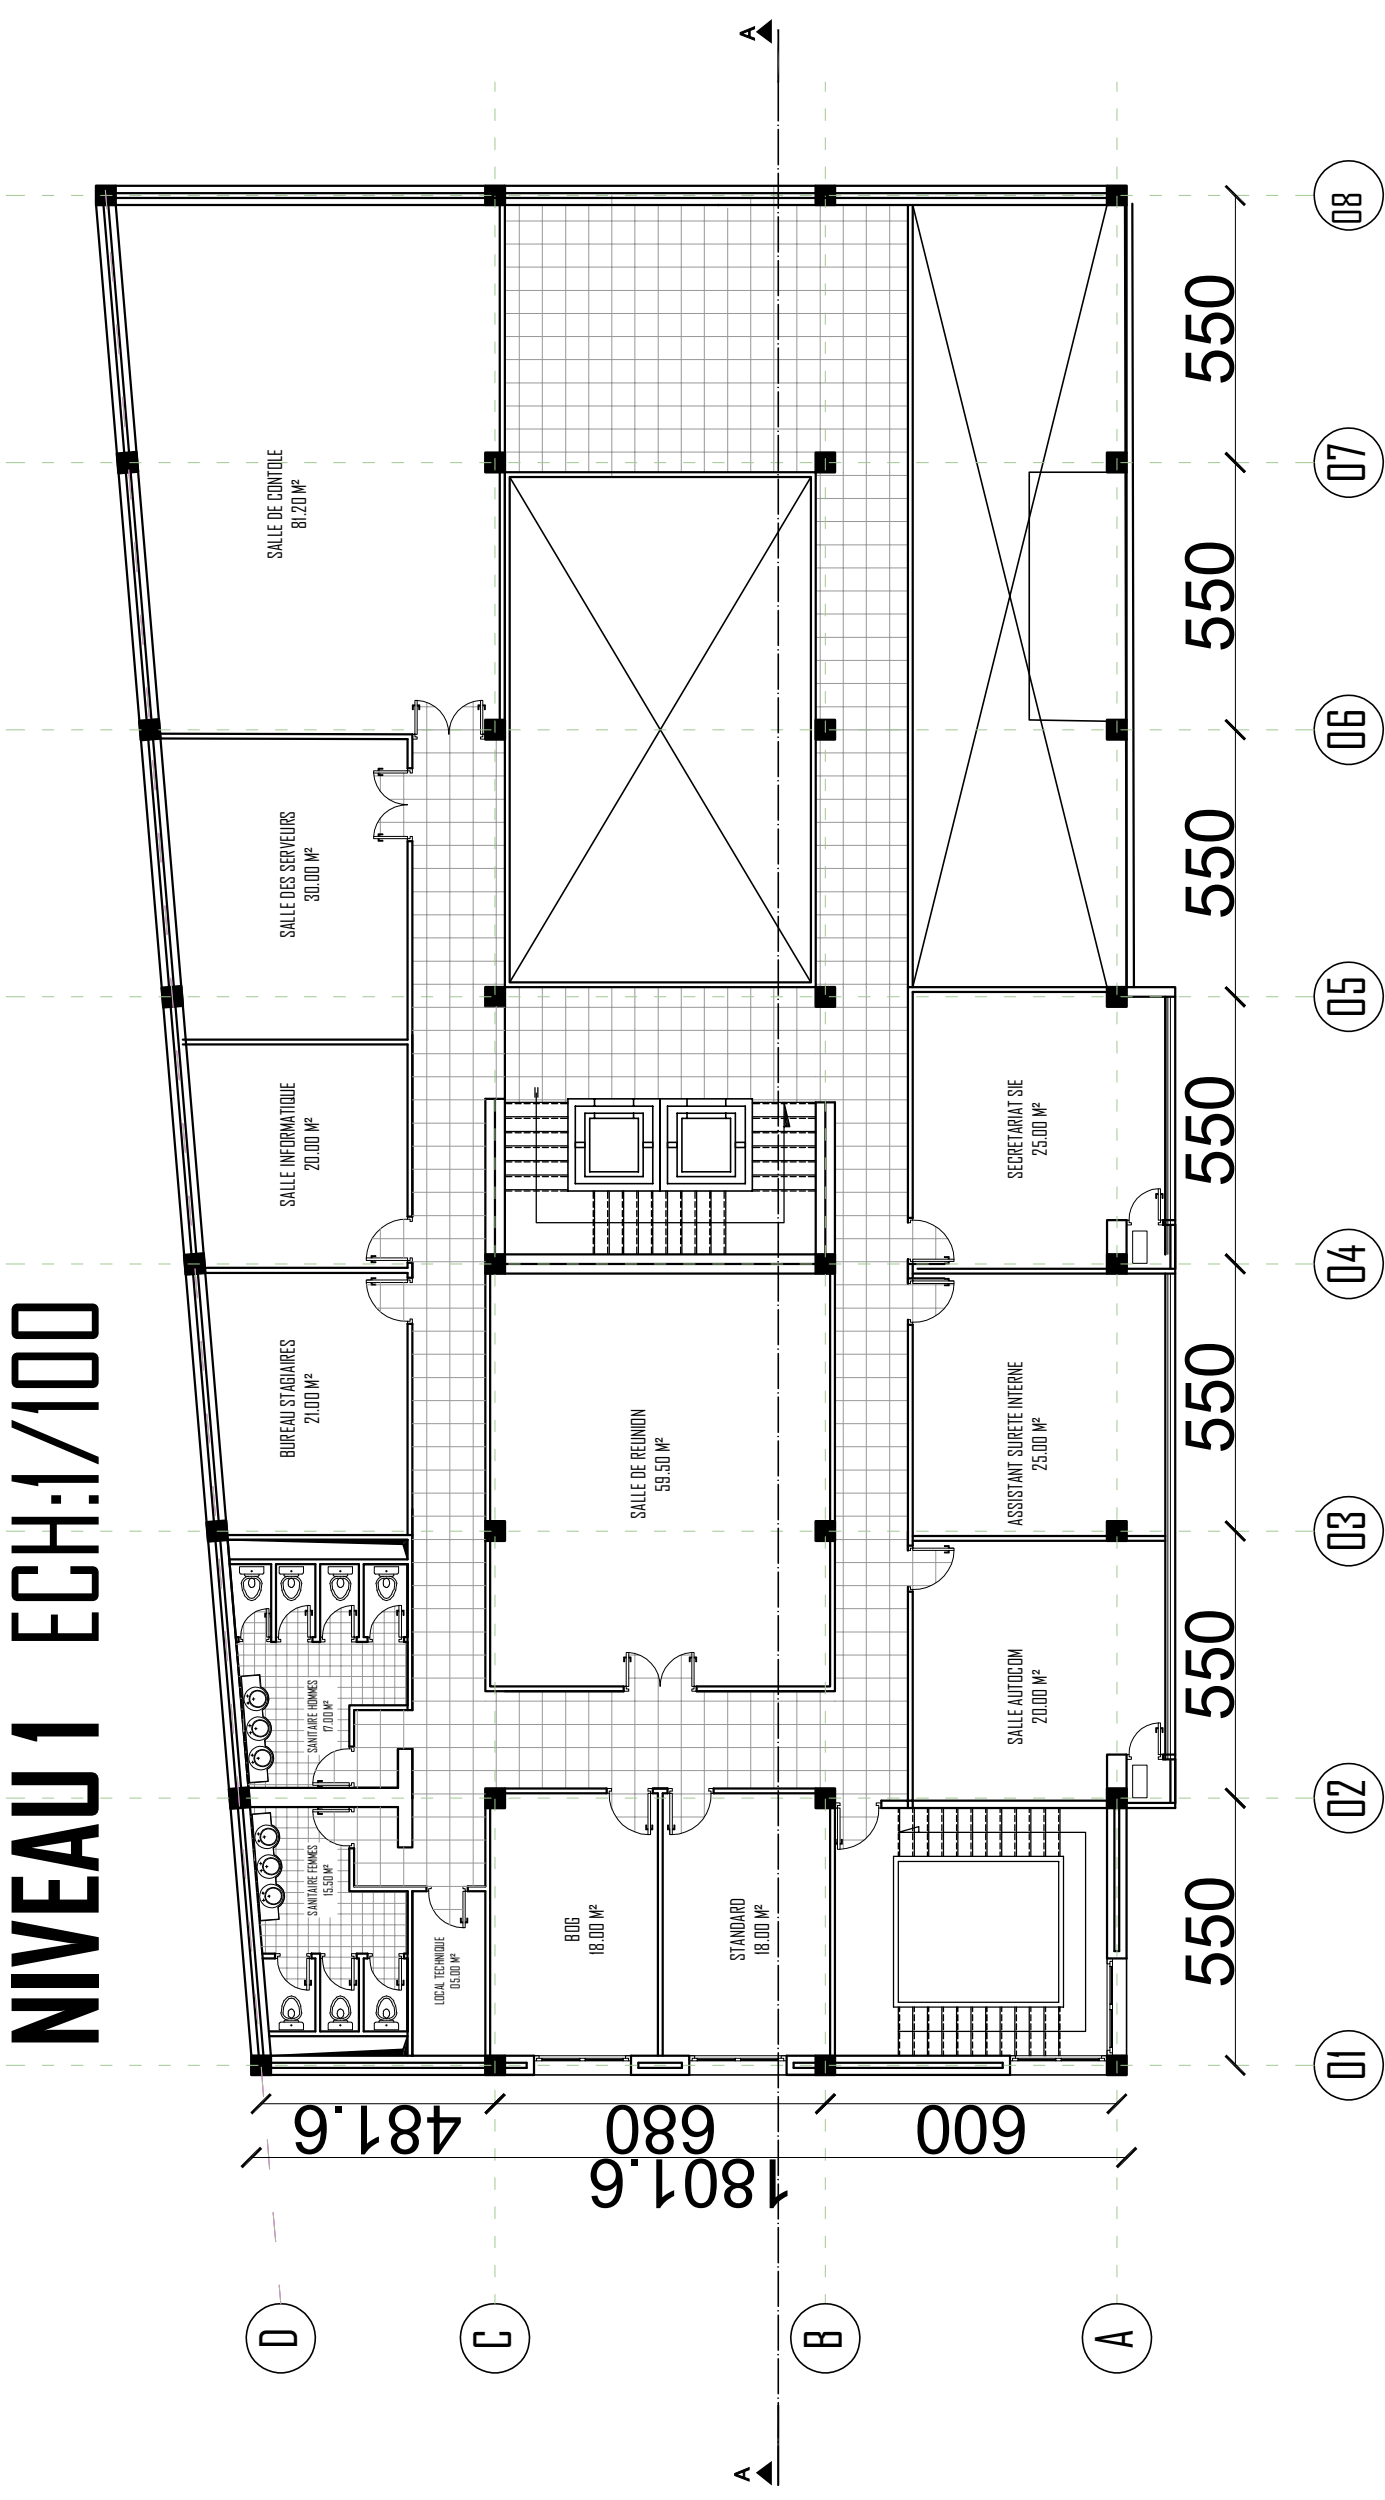 NIVEAU 1 ECH:1/100
SALLE DE CONTOLE
81.20 M²
SALLE DES SERVEURS
30.00 M²
SALLE INFORMATIQUE
20.00 M²
BUREAU STAGIAIRES
21.00 M²
SANITAIRE HOMMES
17.00 M²
SANITAIRE FEMMES
15.50 M²
LOCAL TECHNIQUE
05.00 M²
SALLE DE REUNION
59.50 M²
BOG
18.00 M²
STANDARD
18.00 M²
SECRETARIAT SIE
25.00 M²
ASSISTANT SURETE INTERNE
25.00 M²
SALLE AUTOCOM
20.00 M²
A
A
550
550
550
550
550
550
550
481.6
680
600
1801.6
01
02
03
04
05
06
07
08
D
C
B
A